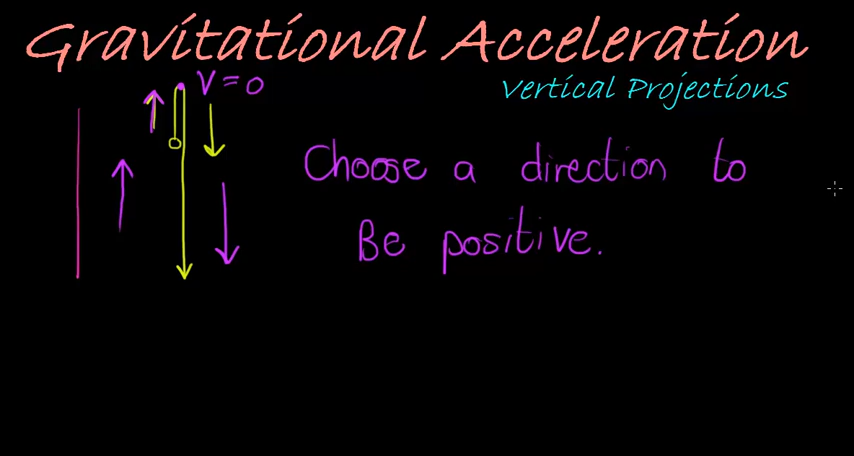 Gravitational Acceleration
Vertical Projections
V = 0
Choose a direction to
Be positive.